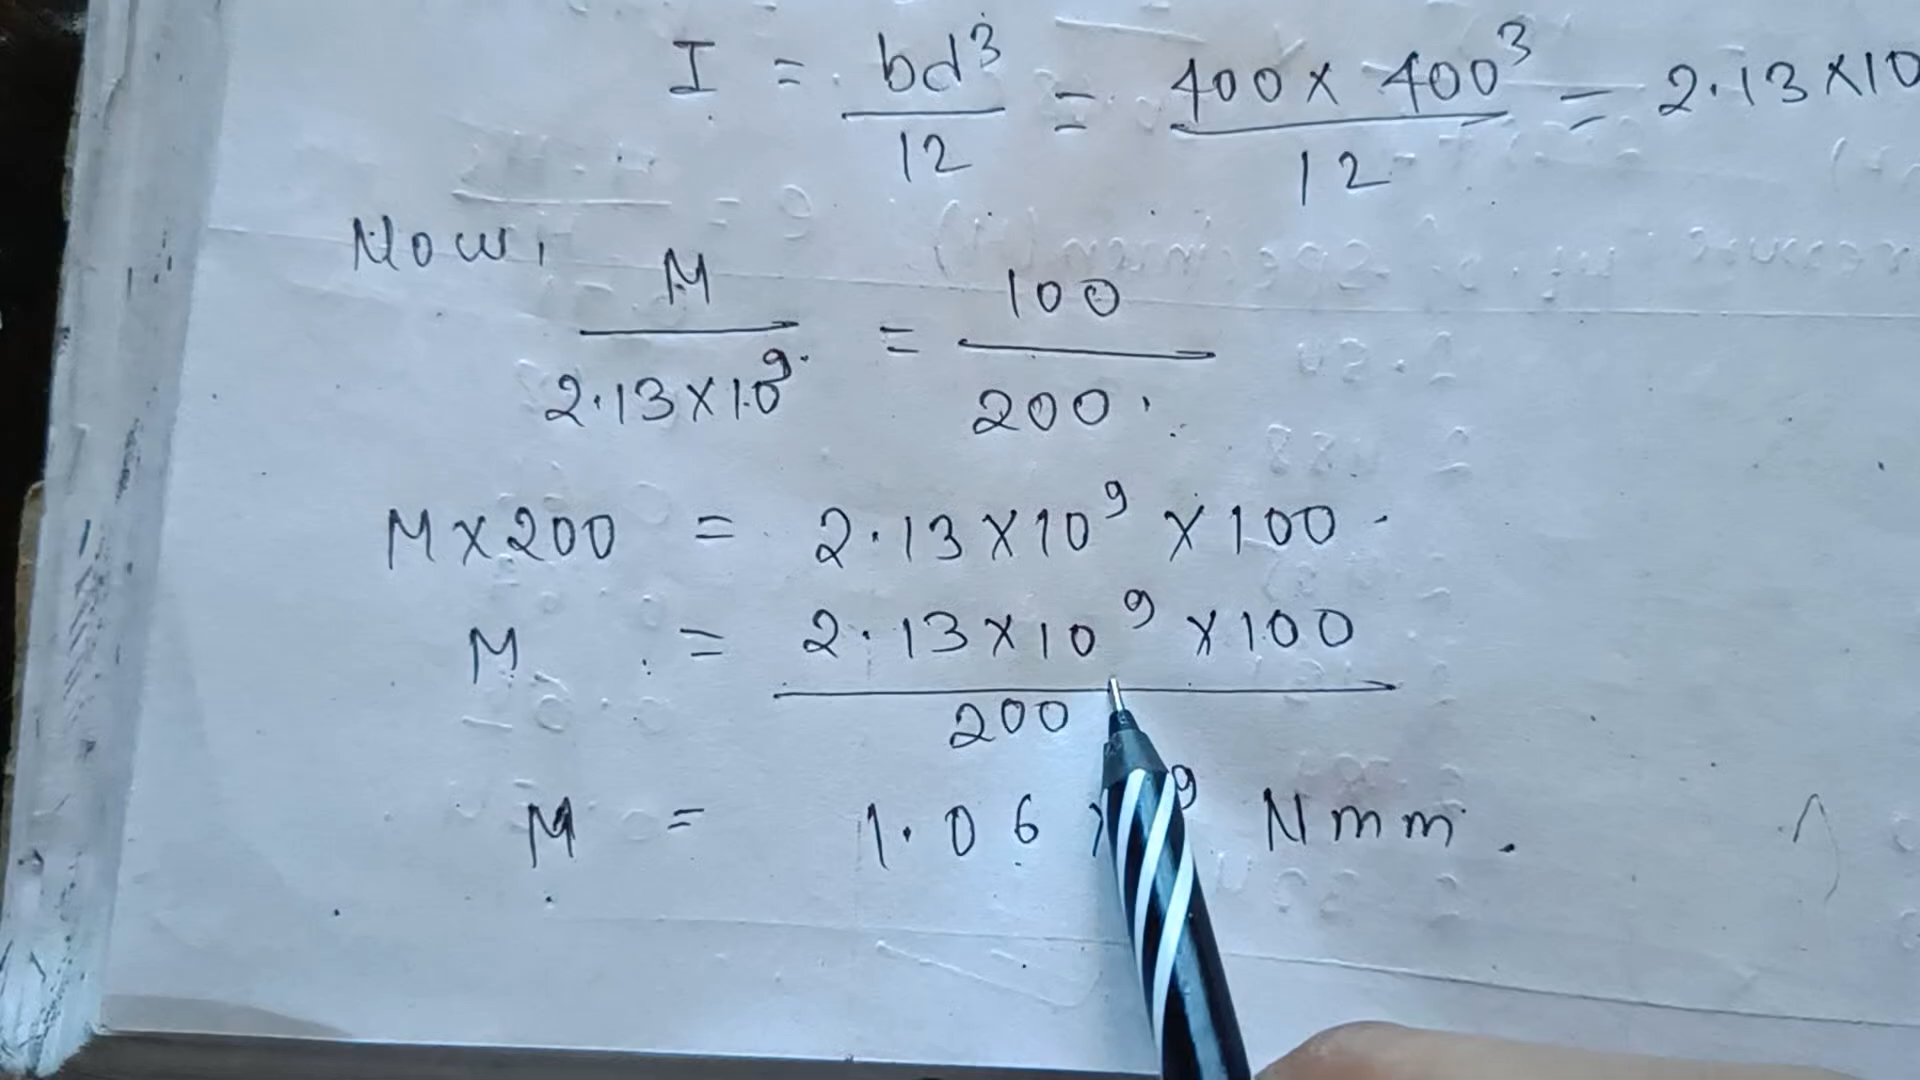 I = bd³/12 = 400 × 400³/12 = 2.13 × 10
Now,
M/2.13×10⁹ = 100/200
M × 200 = 2.13 × 10⁹ × 100
M = 2.13 × 10⁹ × 100/200
M = 1.06 × ⁹ Nmm.